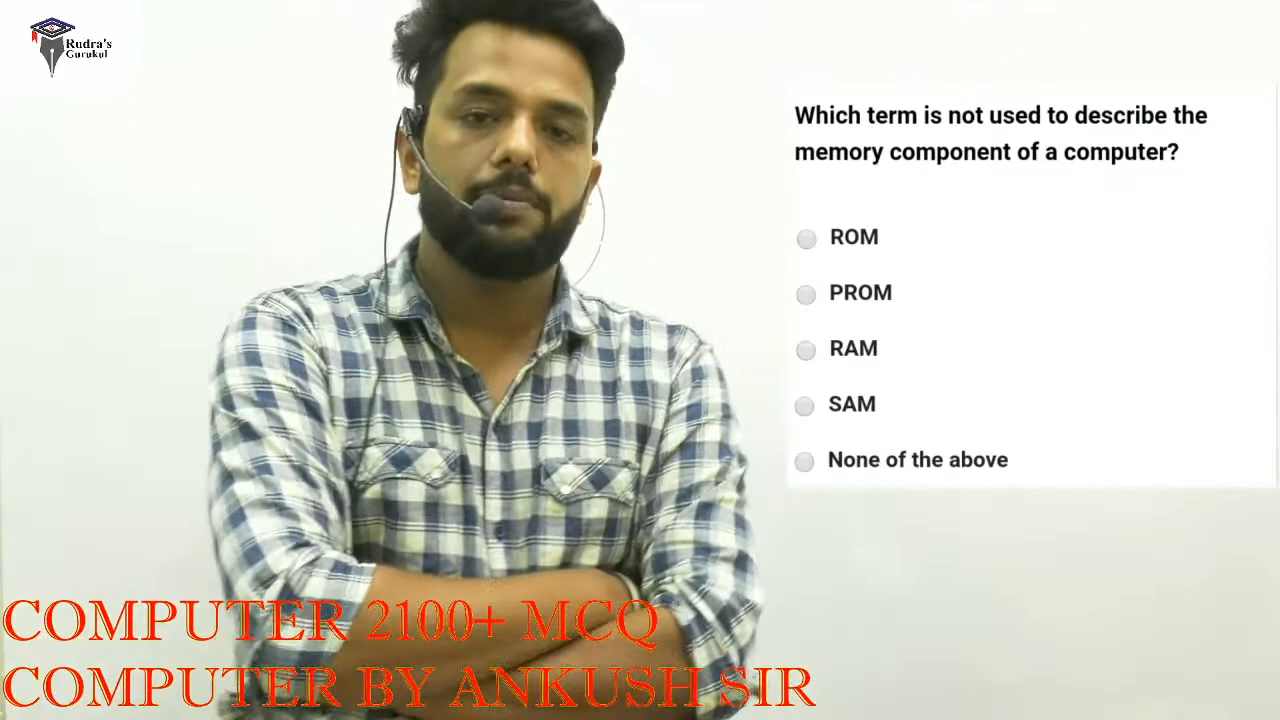 Rudra's
Gurukul
Which term is not used to describe the
memory component of a computer?
ROM
PROM
RAM
SAM
None of the above
COMPUTER 2100+ MCQ
COMPUTER BY ANKUSH SIR